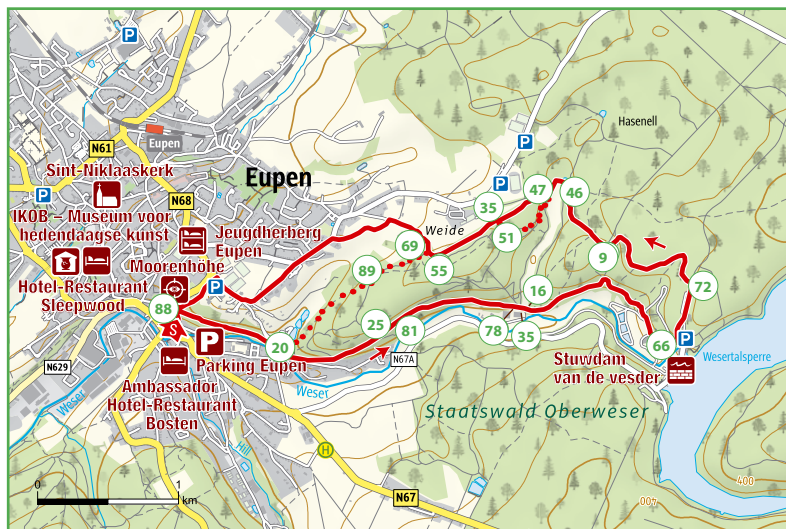 P
Hasenell
N61
Eupen
P
Sint-Niklaaskerk
Eupen
47
46
P
N68
P
IKOB – Museum voor
hedendaagse kunst
35
Jeugdherberg
Eupen
Weide
51
69
Moorenhöhe
55
9
89
Hotel-Restaurant
Sleepwood
P
72
16
88
S
25
81
78
35
P
20
P
66
Parking Eupen
N67A
Wesertalsperre
N629
Stuwdam
van de vesder
Weser
Ambassador
Hotel-Restaurant
Bosten
Weser
Staatswald Oberweser
Hill
H
400
400
0
1
km
N67